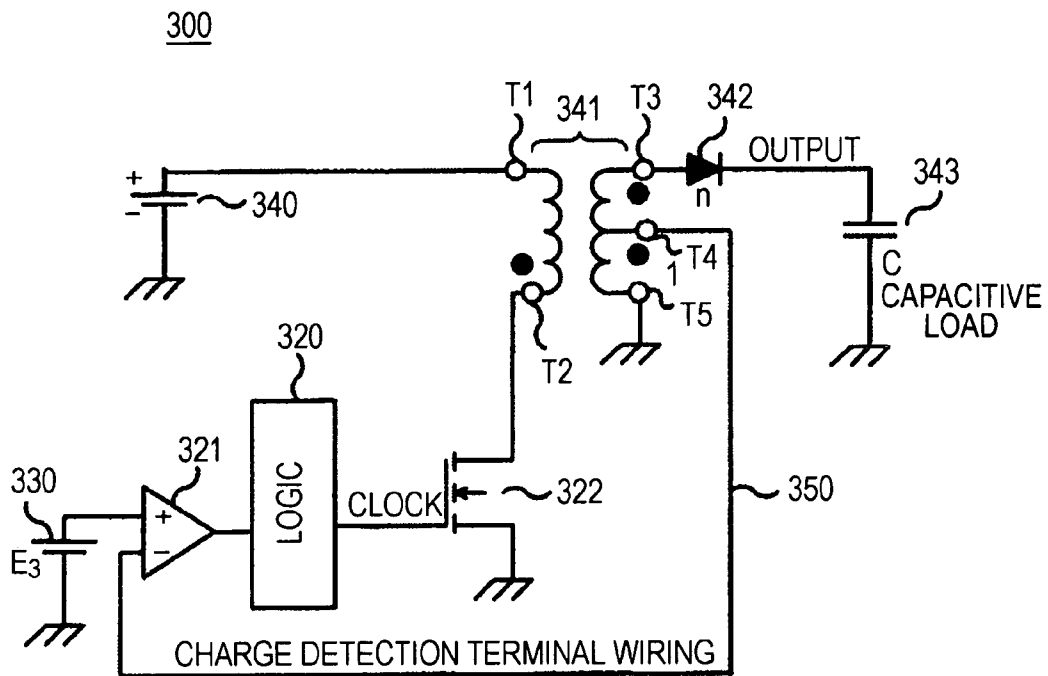 300
T1
341
T3
342
OUTPUT
343
+
−
340
n
T4
1
C
CAPACITIVE
LOAD
T5
T2
320
321
330
E3
+
−
LOGIC
CLOCK
322
350
CHARGE DETECTION TERMINAL WIRING